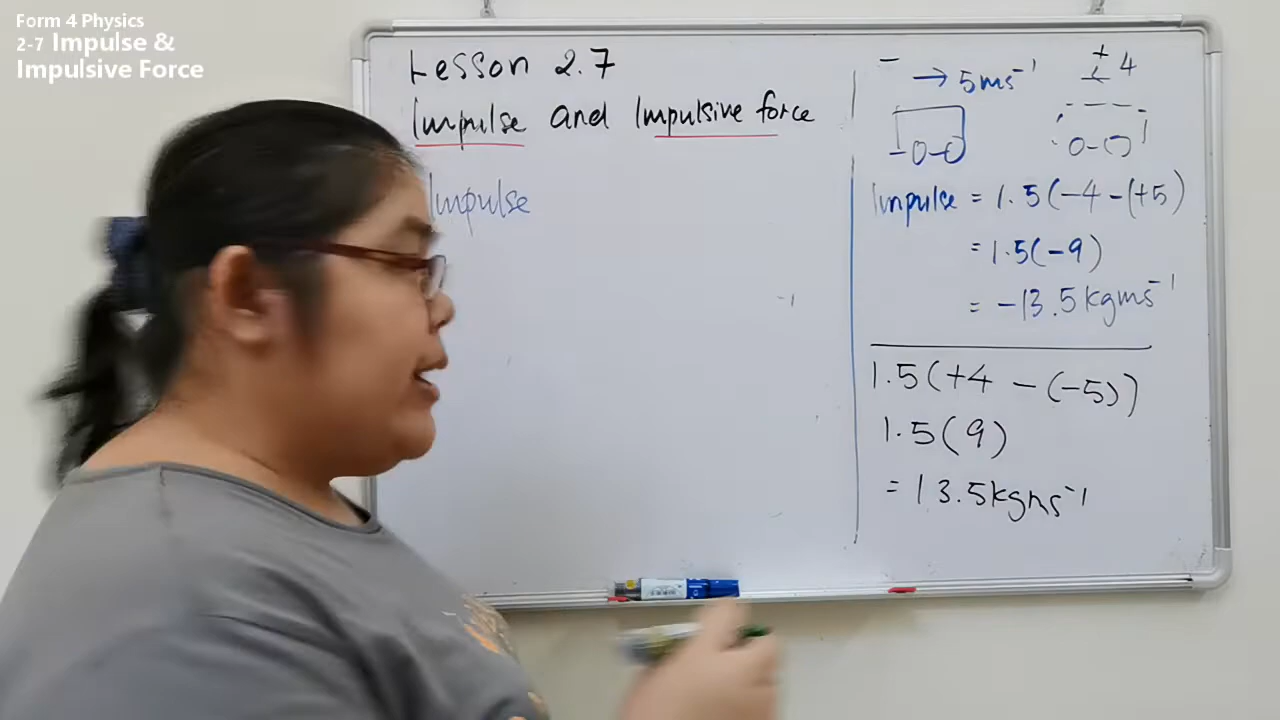 Form 4 Physics
2-7 Impulse &
Impulsive Force
Lesson 2.7
Impulse and Impulsive force
Impulse
− → 5ms⁻¹ + ← 4
Impulse = 1.5(−4 −(+5)
= 1.5(−9)
= −13.5kgms⁻¹
1.5(+4 − (−5))
1.5(9)
= 13.5kgms⁻¹